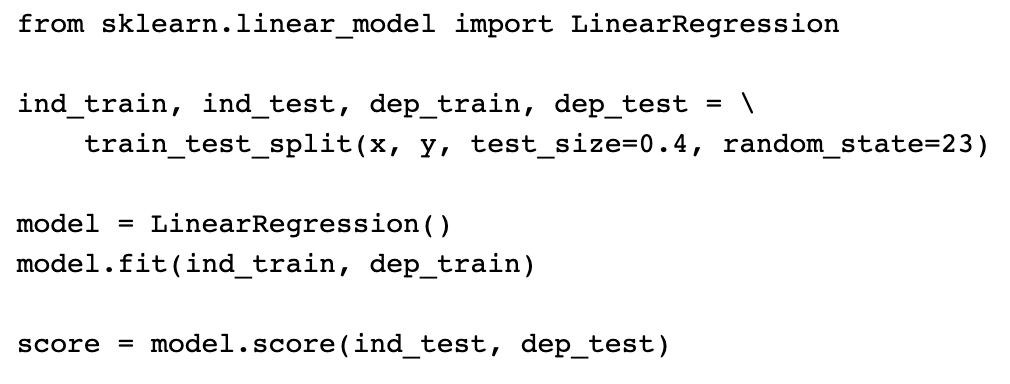 from sklearn.linear_model import LinearRegression
ind_train, ind_test, dep_train, dep_test = \
    train_test_split(x, y, test_size=0.4, random_state=23)
model = LinearRegression()
model.fit(ind_train, dep_train)
score = model.score(ind_test, dep_test)